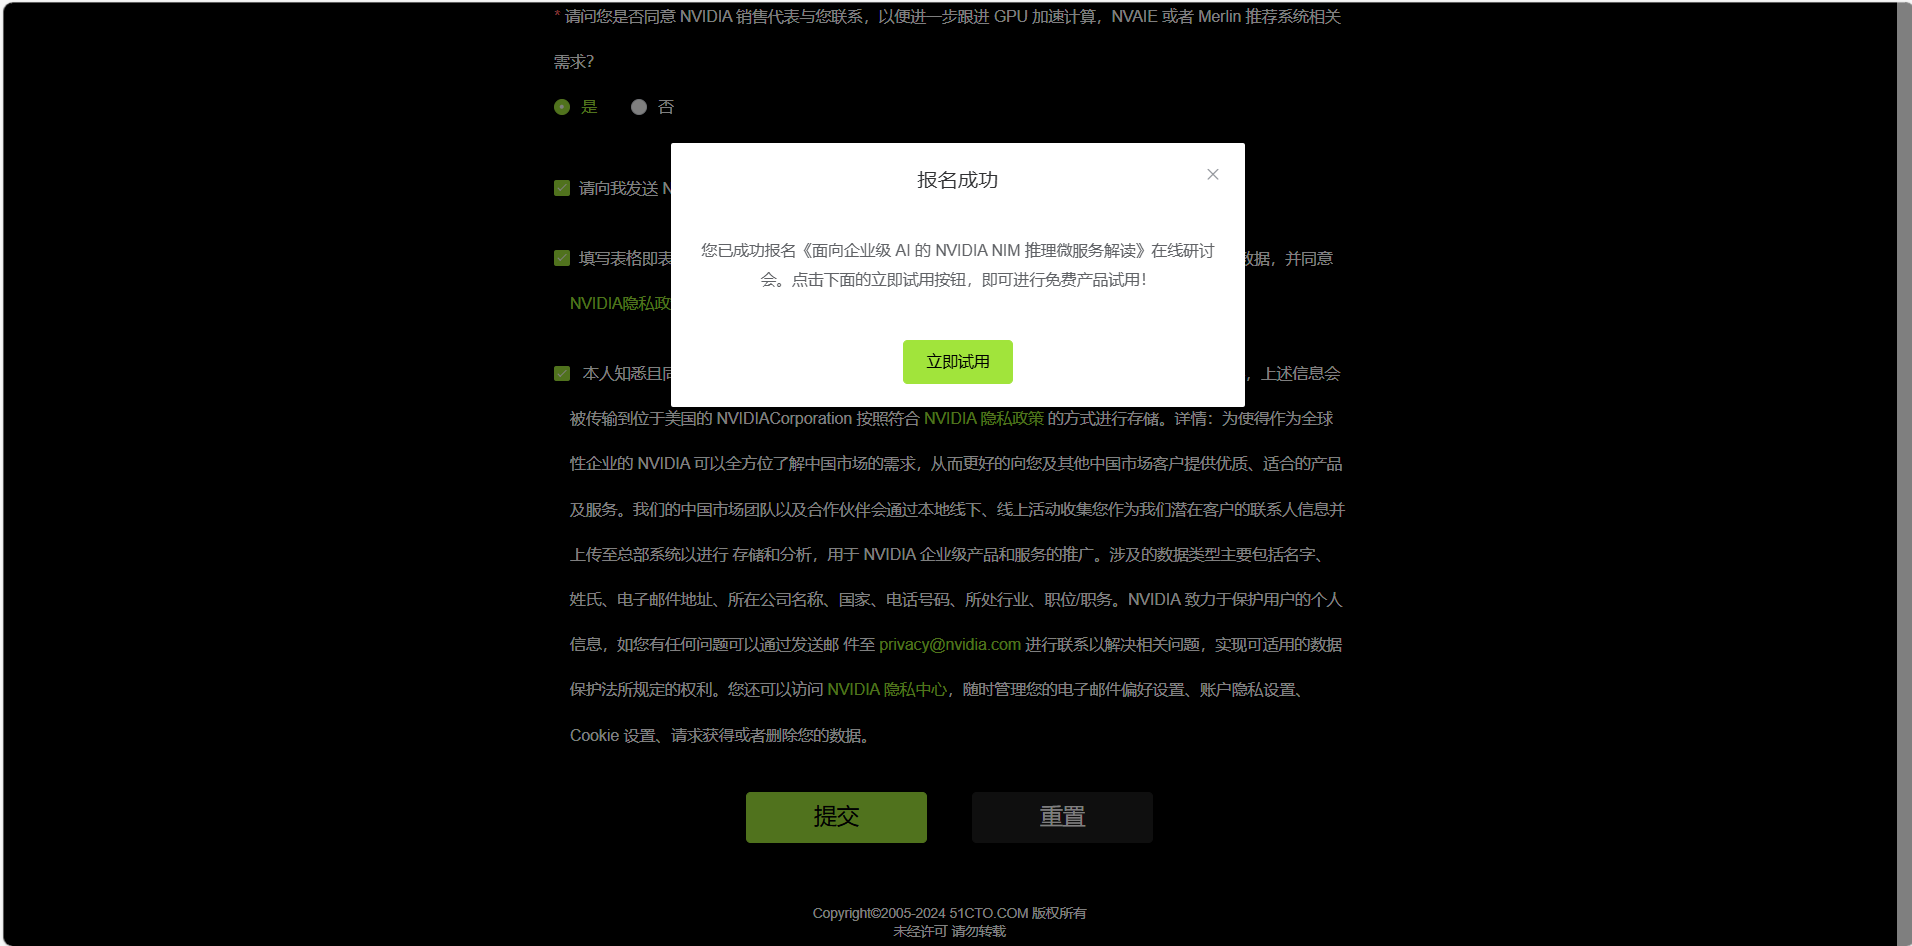 * 请问您是否同意 NVIDIA 销售代表与您联系，以便进一步跟进 GPU 加速计算，NVAIE 或者 Merlin 推荐系统相关
需求?
是 否
报名成功
请向我发送 N
您已成功报名《面向企业级 AI 的 NVIDIA NIM 推理微服务解读》在线研讨
会。点击下面的立即试用按钮，即可进行免费产品试用！
填写表格即表 数据，并同意
NVIDIA隐私政
立即试用
本人知悉且同 ，上述信息会
被传输到位于美国的 NVIDIACorporation 按照符合 NVIDIA 隐私政策 的方式进行存储。详情：为使得作为全球
性企业的 NVIDIA 可以全方位了解中国市场的需求，从而更好的向您及其他中国市场客户提供优质、适合的产品
及服务。我们的中国市场团队以及合作伙伴会通过本地线下、线上活动收集您作为我们潜在客户的联系人信息并
上传至总部系统以进行 存储和分析，用于 NVIDIA 企业级产品和服务的推广。涉及的数据类型主要包括名字、
姓氏、电子邮件地址、所在公司名称、国家、电话号码、所处行业、职位/职务。NVIDIA 致力于保护用户的个人
信息，如您有任何问题可以通过发送邮 件至 privacy@nvidia.com 进行联系以解决相关问题，实现可适用的数据
保护法所规定的权利。您还可以访问 NVIDIA 隐私中心，随时管理您的电子邮件偏好设置、账户隐私设置、
Cookie 设置、请求获得或者删除您的数据。
提交 重置
Copyright©2005-2024 51CTO.COM 版权所有
未经许可 请勿转载